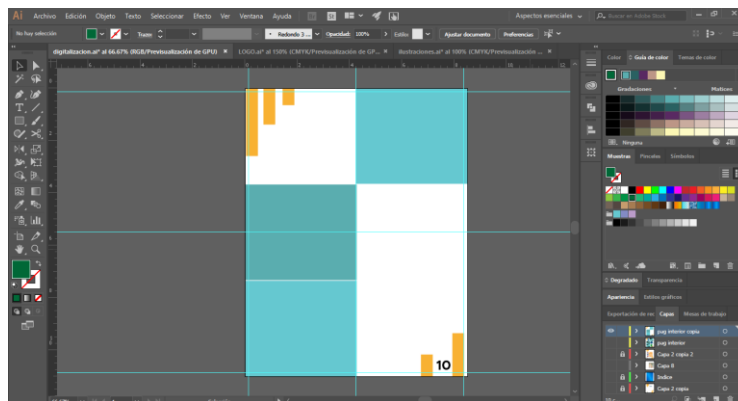 Ai Archivo Edición Objeto Texto Seleccionar Efecto Ver Ventana Ayuda Aspectos esenciales Buscar en Adobe Stock
No hay selección Trazo: Redondo 3 ... Opacidad: 100% Estilo: Ajustar documento Preferencias
digitalizacion.ai* al 66.67% (RGB/Previsualización de GPU) × LOGO.ai* al 150% (CMYK/Previsualización de GP... × ilustraciones.ai* al 100% (CMYK/Previsualización ... ×
Color Guía de color Temas de color
Gradaciones Matices
Ninguna
Muestras Pinceles Símbolos
Degradado Transparencia
Apariencia Estilos gráficos
Exportación de rec Capas Mesas de trabajo
pag interior copia
pag interior
Capa 2 copia 2
Capa 8
Indice
Capa 2 copia
10